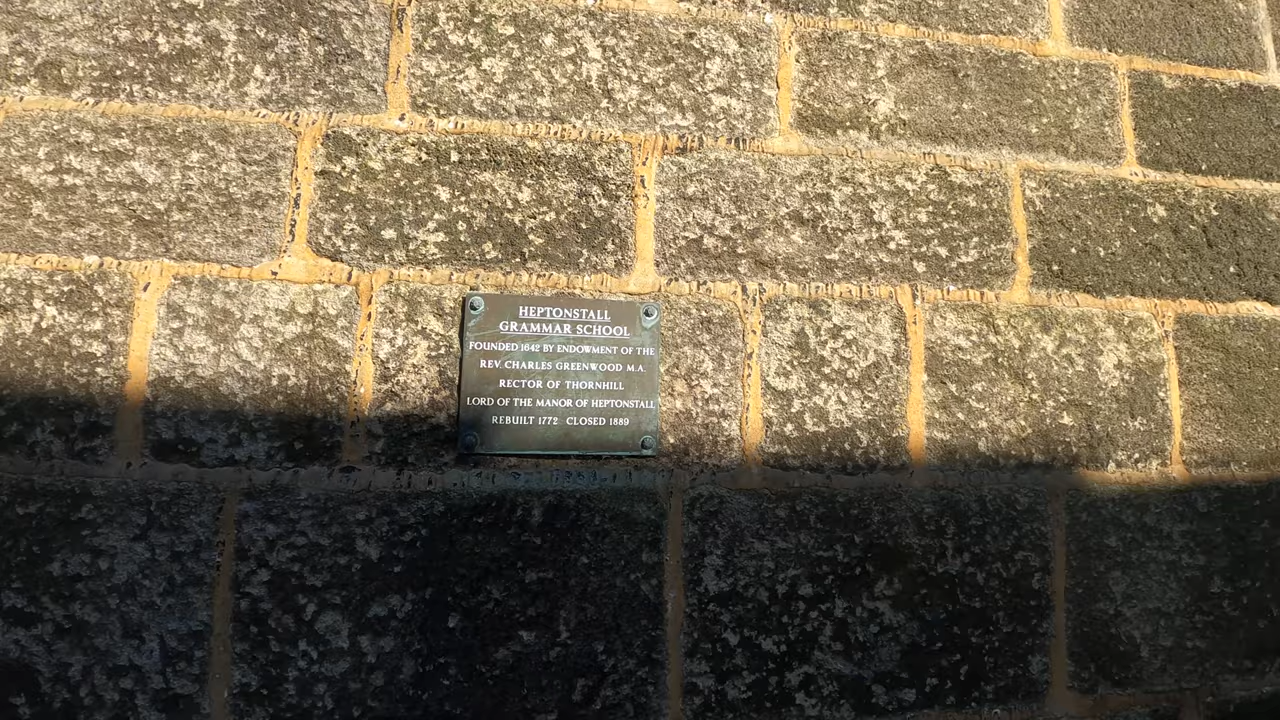 HEPTONSTALL
GRAMMAR SCHOOL
FOUNDED 1642 BY ENDOWMENT OF THE
REV. CHARLES GREENWOOD M.A.
RECTOR OF THORNHILL
LORD OF THE MANOR OF HEPTONSTALL
REBUILT 1772 CLOSED 1889